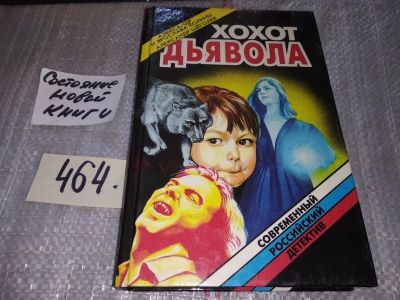 ХОХОТ
ДЬЯВОЛА
СОВРЕМЕННЫЙ
РОССИЙСКИЙ
ДЕТЕКТИВ
Состояние
новой
книги
464.